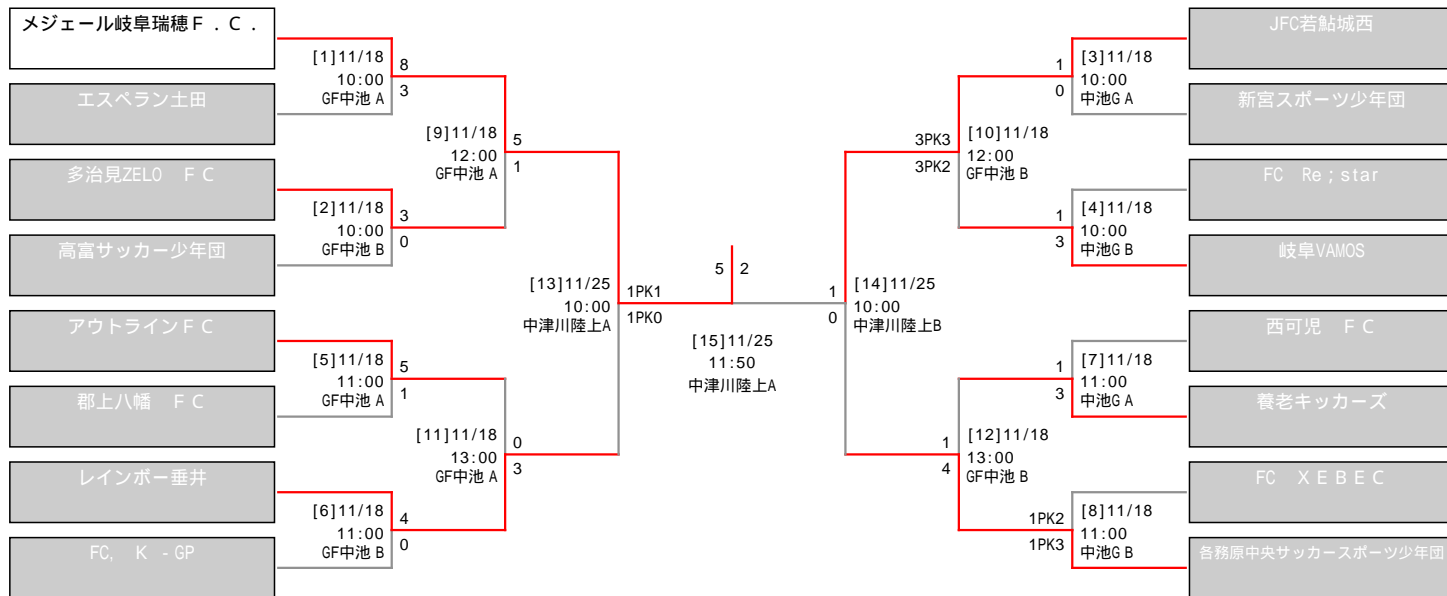 メジェール岐阜瑞穂Ｆ．Ｃ．
エスペラン土田
多治見ZELO　ＦＣ
高富サッカー少年団
アウトラインＦＣ
郡上八幡　ＦＣ
レインボー垂井
FC,　Ｋ　-GP
[1]11/18
10:00
GF中池 A
8
3
[2]11/18
10:00
GF中池 B
3
0
[5]11/18
11:00
GF中池 A
5
1
[6]11/18
11:00
GF中池 B
4
0
[9]11/18
12:00
GF中池 A
5
1
[11]11/18
13:00
GF中池 A
0
3
[13]11/25
10:00
中津川陸上A
1PK1
1PK0
5 2
[15]11/25
11:50
中津川陸上A
1
0
[14]11/25
10:00
中津川陸上B
3PK3
3PK2
[10]11/18
12:00
GF中池 B
1
4
[12]11/18
13:00
GF中池 B
1
0
[3]11/18
10:00
中池G A
1
3
[4]11/18
10:00
中池G B
1
3
[7]11/18
11:00
中池G A
1PK2
1PK3
[8]11/18
11:00
中池G B
JFC若鮎城西
新宮スポーツ少年団
FC　Re；star
岐阜VAMOS
西可児　ＦＣ
養老キッカーズ
FC　ＸＥＢＥＣ
各務原中央サッカースポーツ少年団